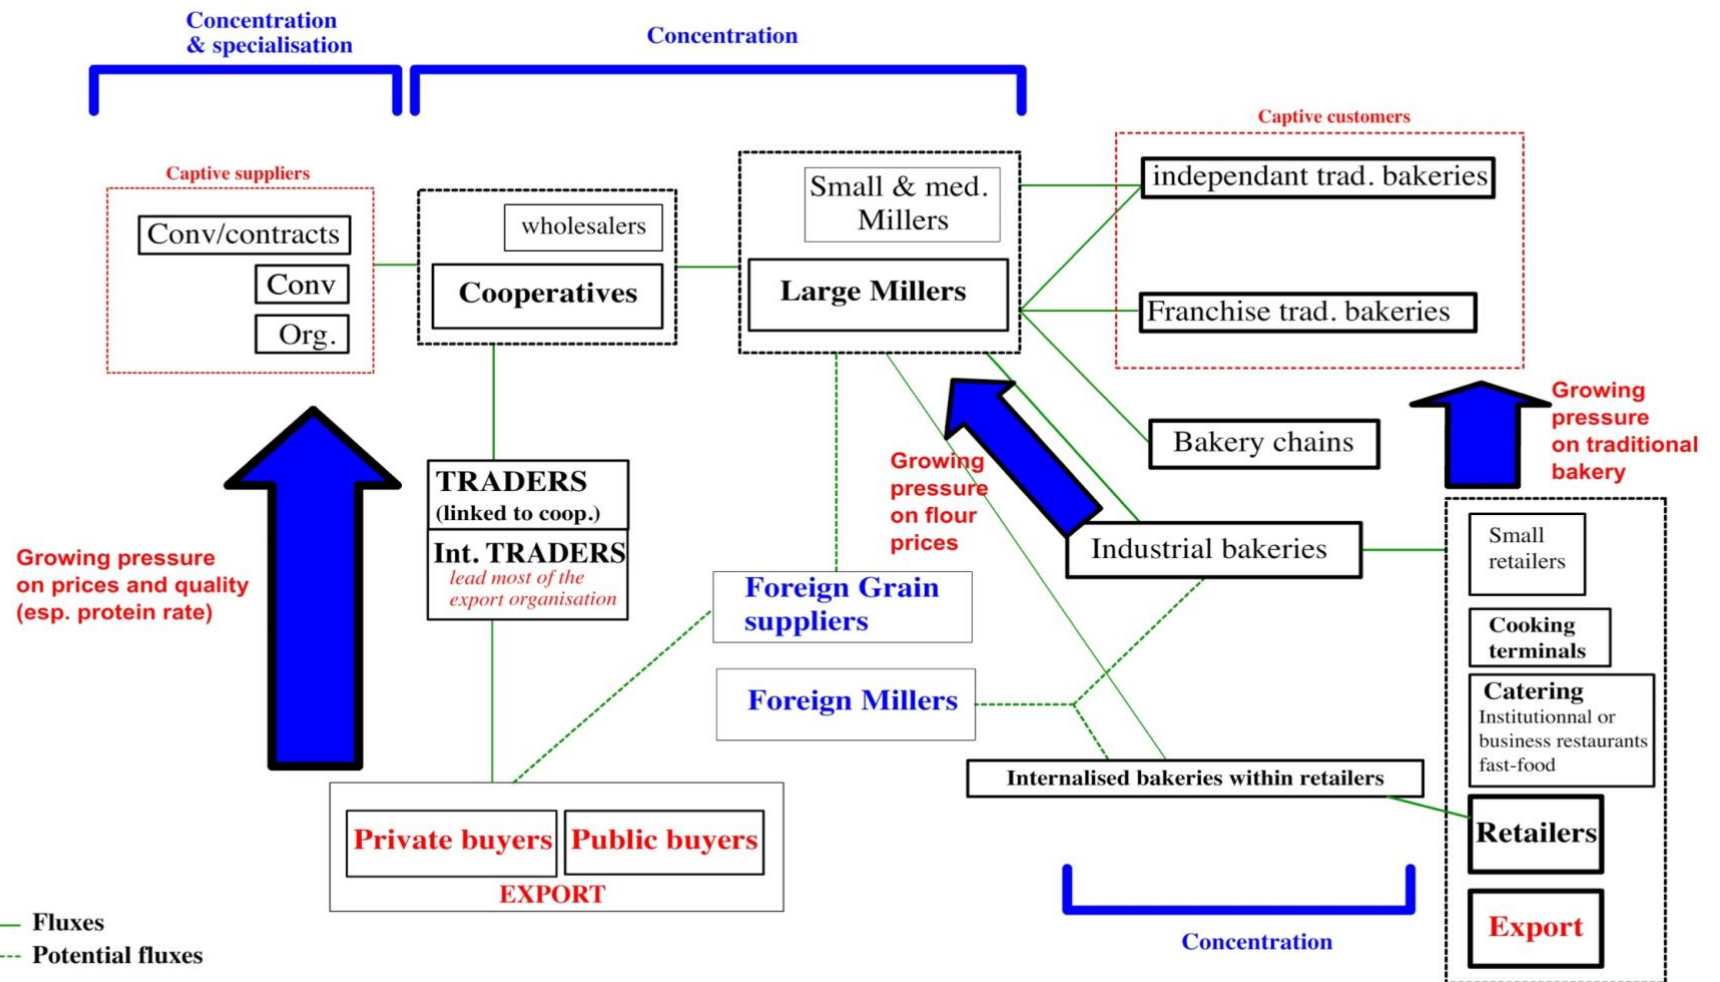 Concentration
& specialisation
Concentration
Captive suppliers
Conv/contracts
Conv
Org.
wholesalers
Cooperatives
Small & med.
Millers
Large Millers
Captive customers
independant trad. bakeries
Franchise trad. bakeries
Bakery chains
Growing
pressure
on traditional
bakery
Growing
pressure
on flour
prices
Industrial bakeries
TRADERS
(linked to coop.)
Int. TRADERS
lead most of the
export organisation
Growing pressure
on prices and quality
(esp. protein rate)
Foreign Grain
suppliers
Foreign Millers
Internalised bakeries within retailers
Small
retailers
Cooking
terminals
Catering
Institutionnal or
business restaurants
fast-food
Retailers
Export
Private buyers
Public buyers
EXPORT
Concentration
Fluxes
Potential fluxes